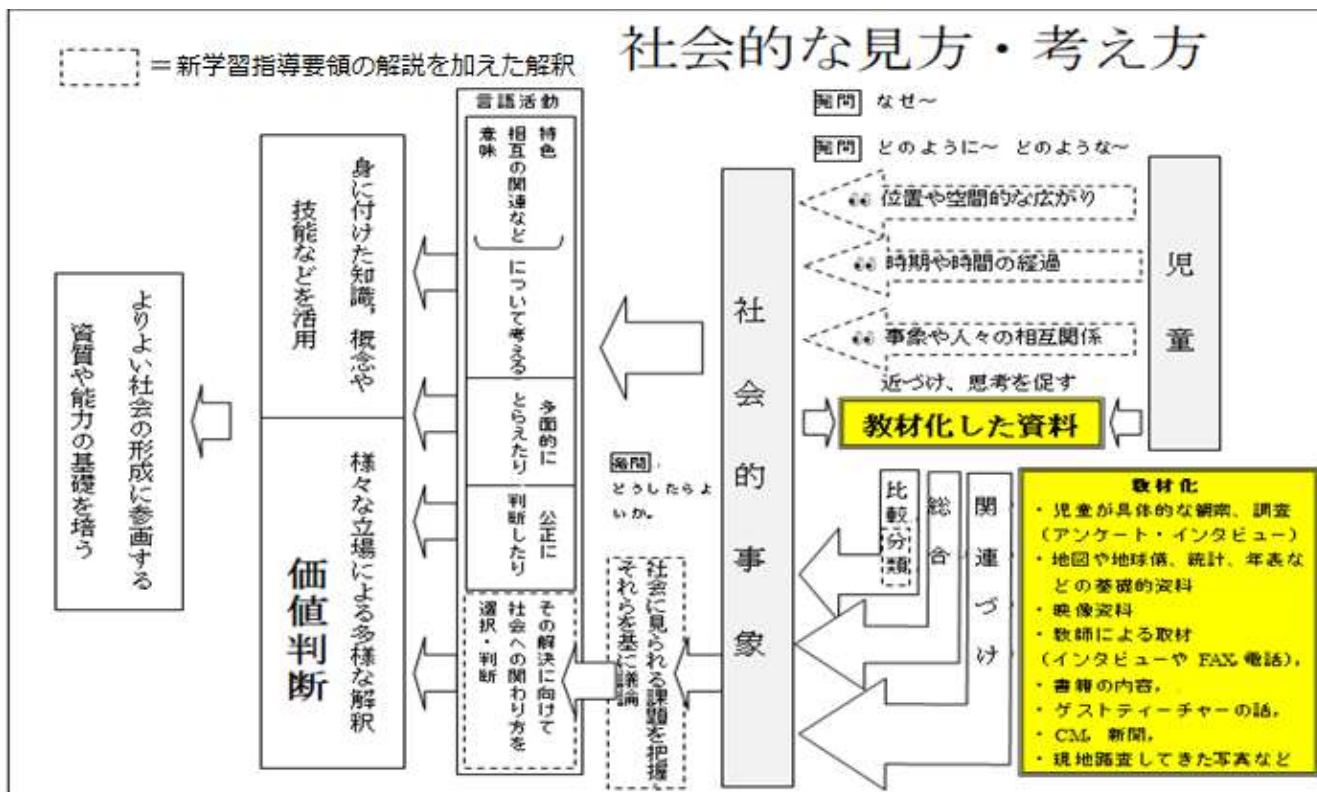 社会的な見方・考え方
＝新学習指導要領の解説を加えた解釈
発問 なぜ～
発問 どのように～ どのような～
児童
位置や空間的な広がり
時期や時間の経過
事象や人々の相互関係
近づけ、思考を促す
教材化した資料
教材化
・児童が具体的な観察、調査
（アンケート・インタビュー）
・地図や地球儀、統計、年表な
どの基礎的資料
・映像資料
・教師による取材
（インタビューや FAX、電話），
・書籍の内容，
・ゲストティーチャーの話，
・CM，新聞，
・現地踏査してきた写真など
関連づけ
総合
比較
分類
社会的事象
発問
どうしたらよ
いか。
社会に見られる課題を把握
それらを基に議論
言語活動
特色
相互の関連など
意味
について考える
多面的に
とらえたり
公正に
判断したり
その解決に向けて
社会への関わり方を
選択・判断
身に付けた知識，概念や
技能などを活用
様々な立場による多様な解釈
価値判断
よりよい社会の形成に参画する
資質や能力の基礎を培う